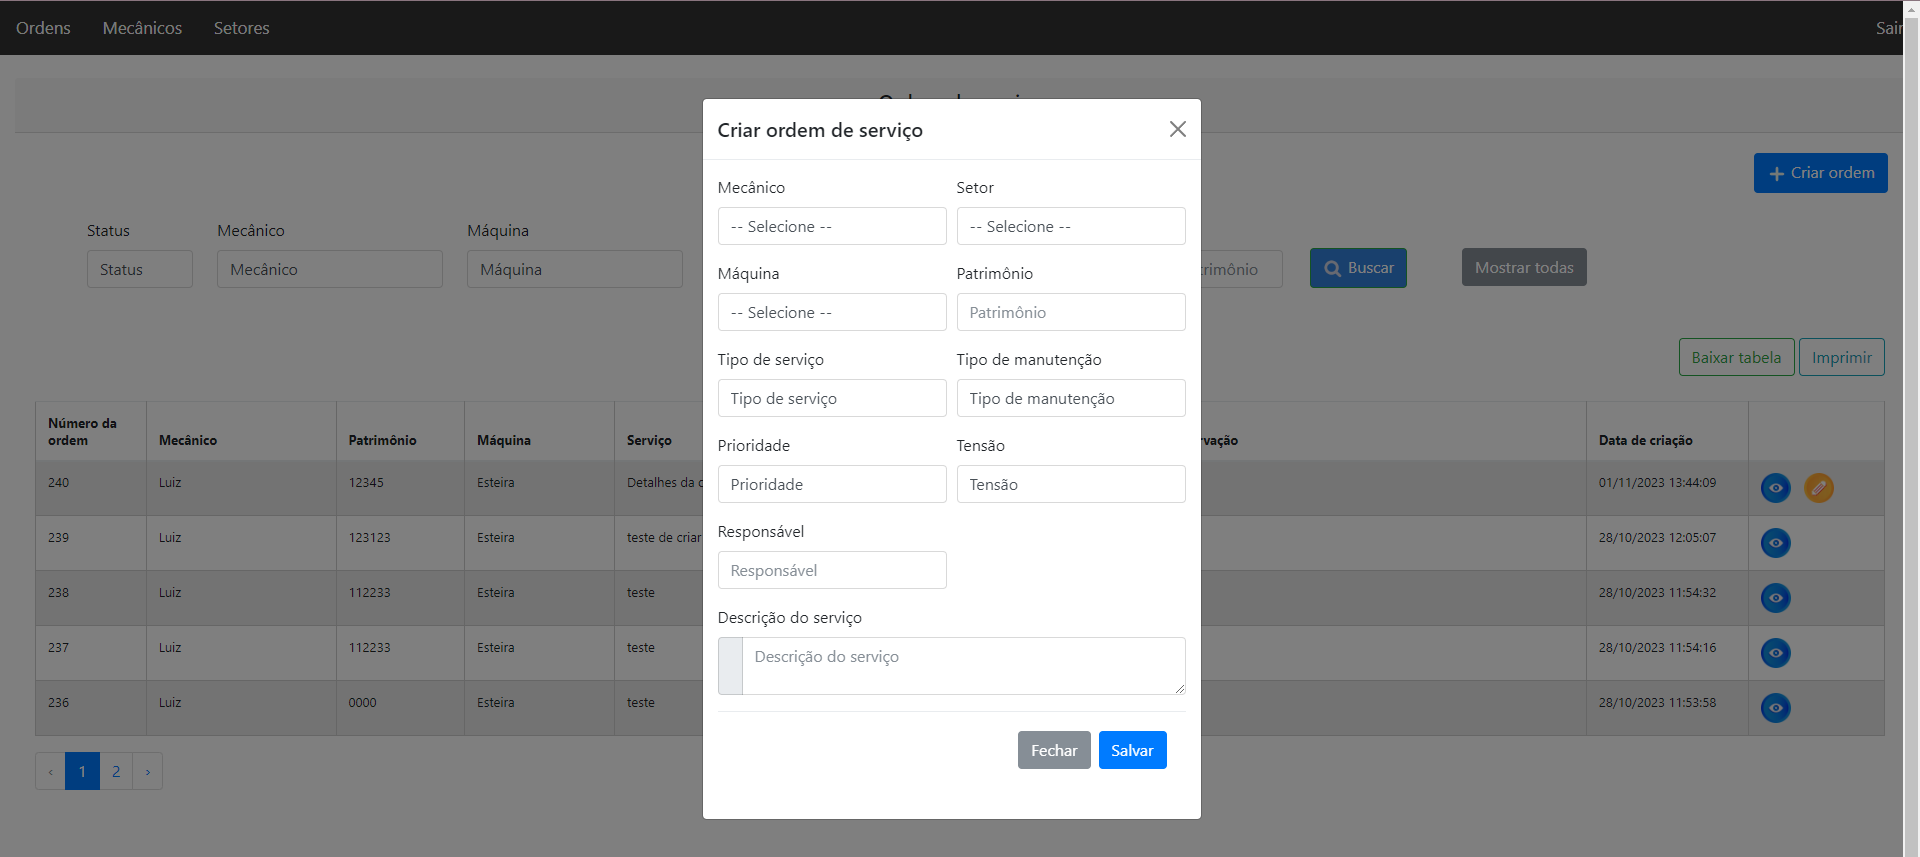 Ordens Mecânicos Setores Sair
Criar ordem de serviço
Criar ordem
Mecânico Setor
-- Selecione -- -- Selecione --
Máquina Patrimônio
-- Selecione -- Patrimônio
Tipo de serviço Tipo de manutenção
Tipo de serviço Tipo de manutenção
Prioridade Tensão
Prioridade Tensão
Responsável
Responsável
Descrição do serviço
Descrição do serviço
Fechar Salvar
Status Mecânico Máquina
Status Mecânico Máquina trimônio Buscar Mostrar todas
Baixar tabela Imprimir
Número da
ordem Mecânico Patrimônio Máquina Serviço vação Data de criação
240 Luiz 12345 Esteira Detalhes da 01/11/2023 13:44:09
239 Luiz 123123 Esteira teste de criar 28/10/2023 12:05:07
238 Luiz 112233 Esteira teste 28/10/2023 11:54:32
237 Luiz 112233 Esteira teste 28/10/2023 11:54:16
236 Luiz 0000 Esteira teste 28/10/2023 11:53:58
‹ 1 2 ›